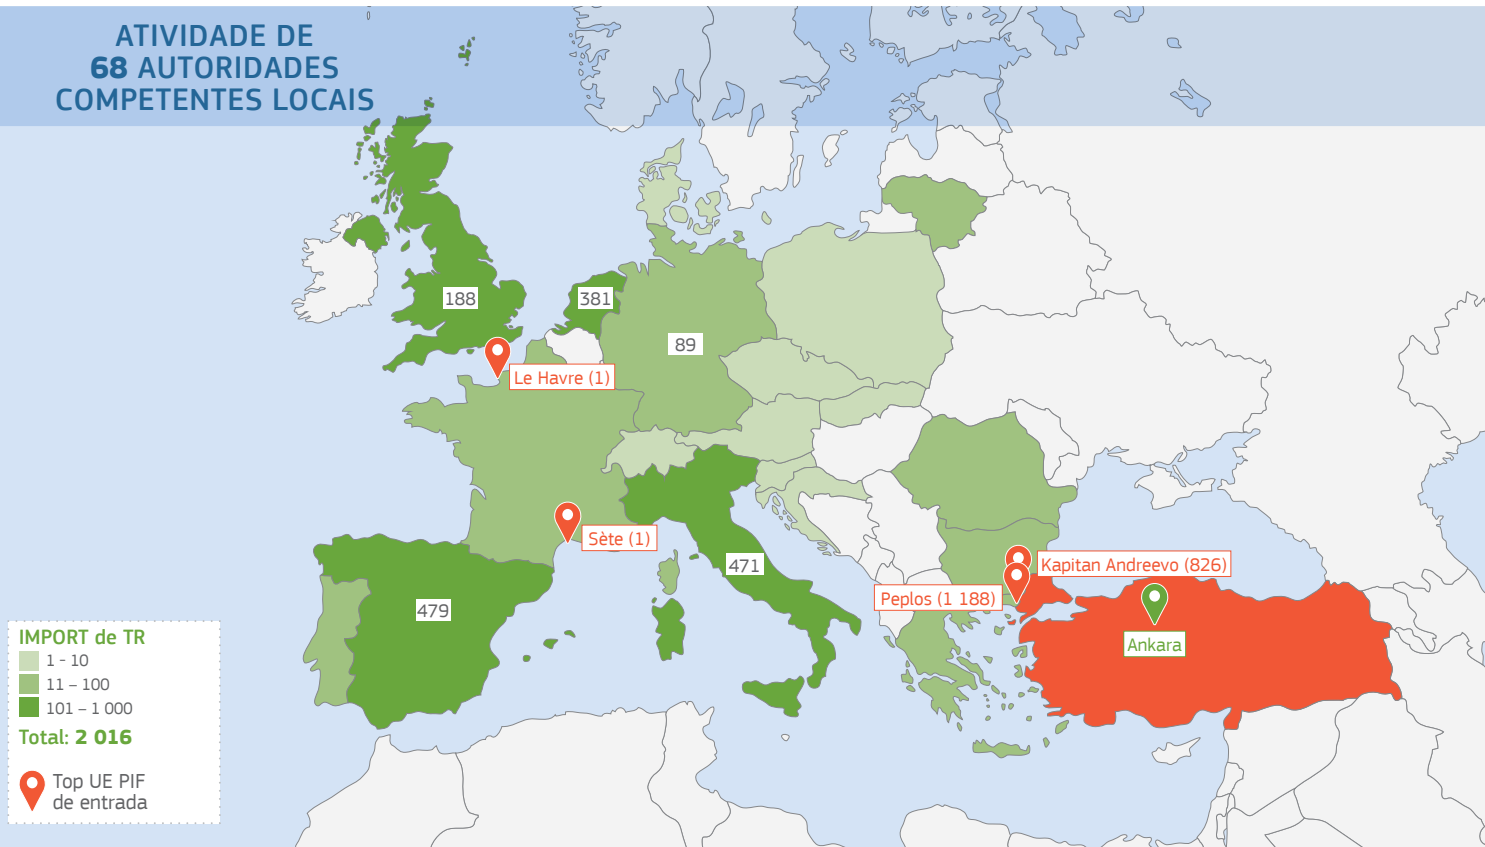 ATIVIDADE DE
68 AUTORIDADES
COMPETENTES LOCAIS
188
381
89
Le Havre (1)
Sète (1)
471
Kapitan Andreevo (826)
Peplos (1 188)
479
Ankara
IMPORT de TR
1 - 10
11 – 100
101 – 1 000
Total: 2 016
Top UE PIF
de entrada